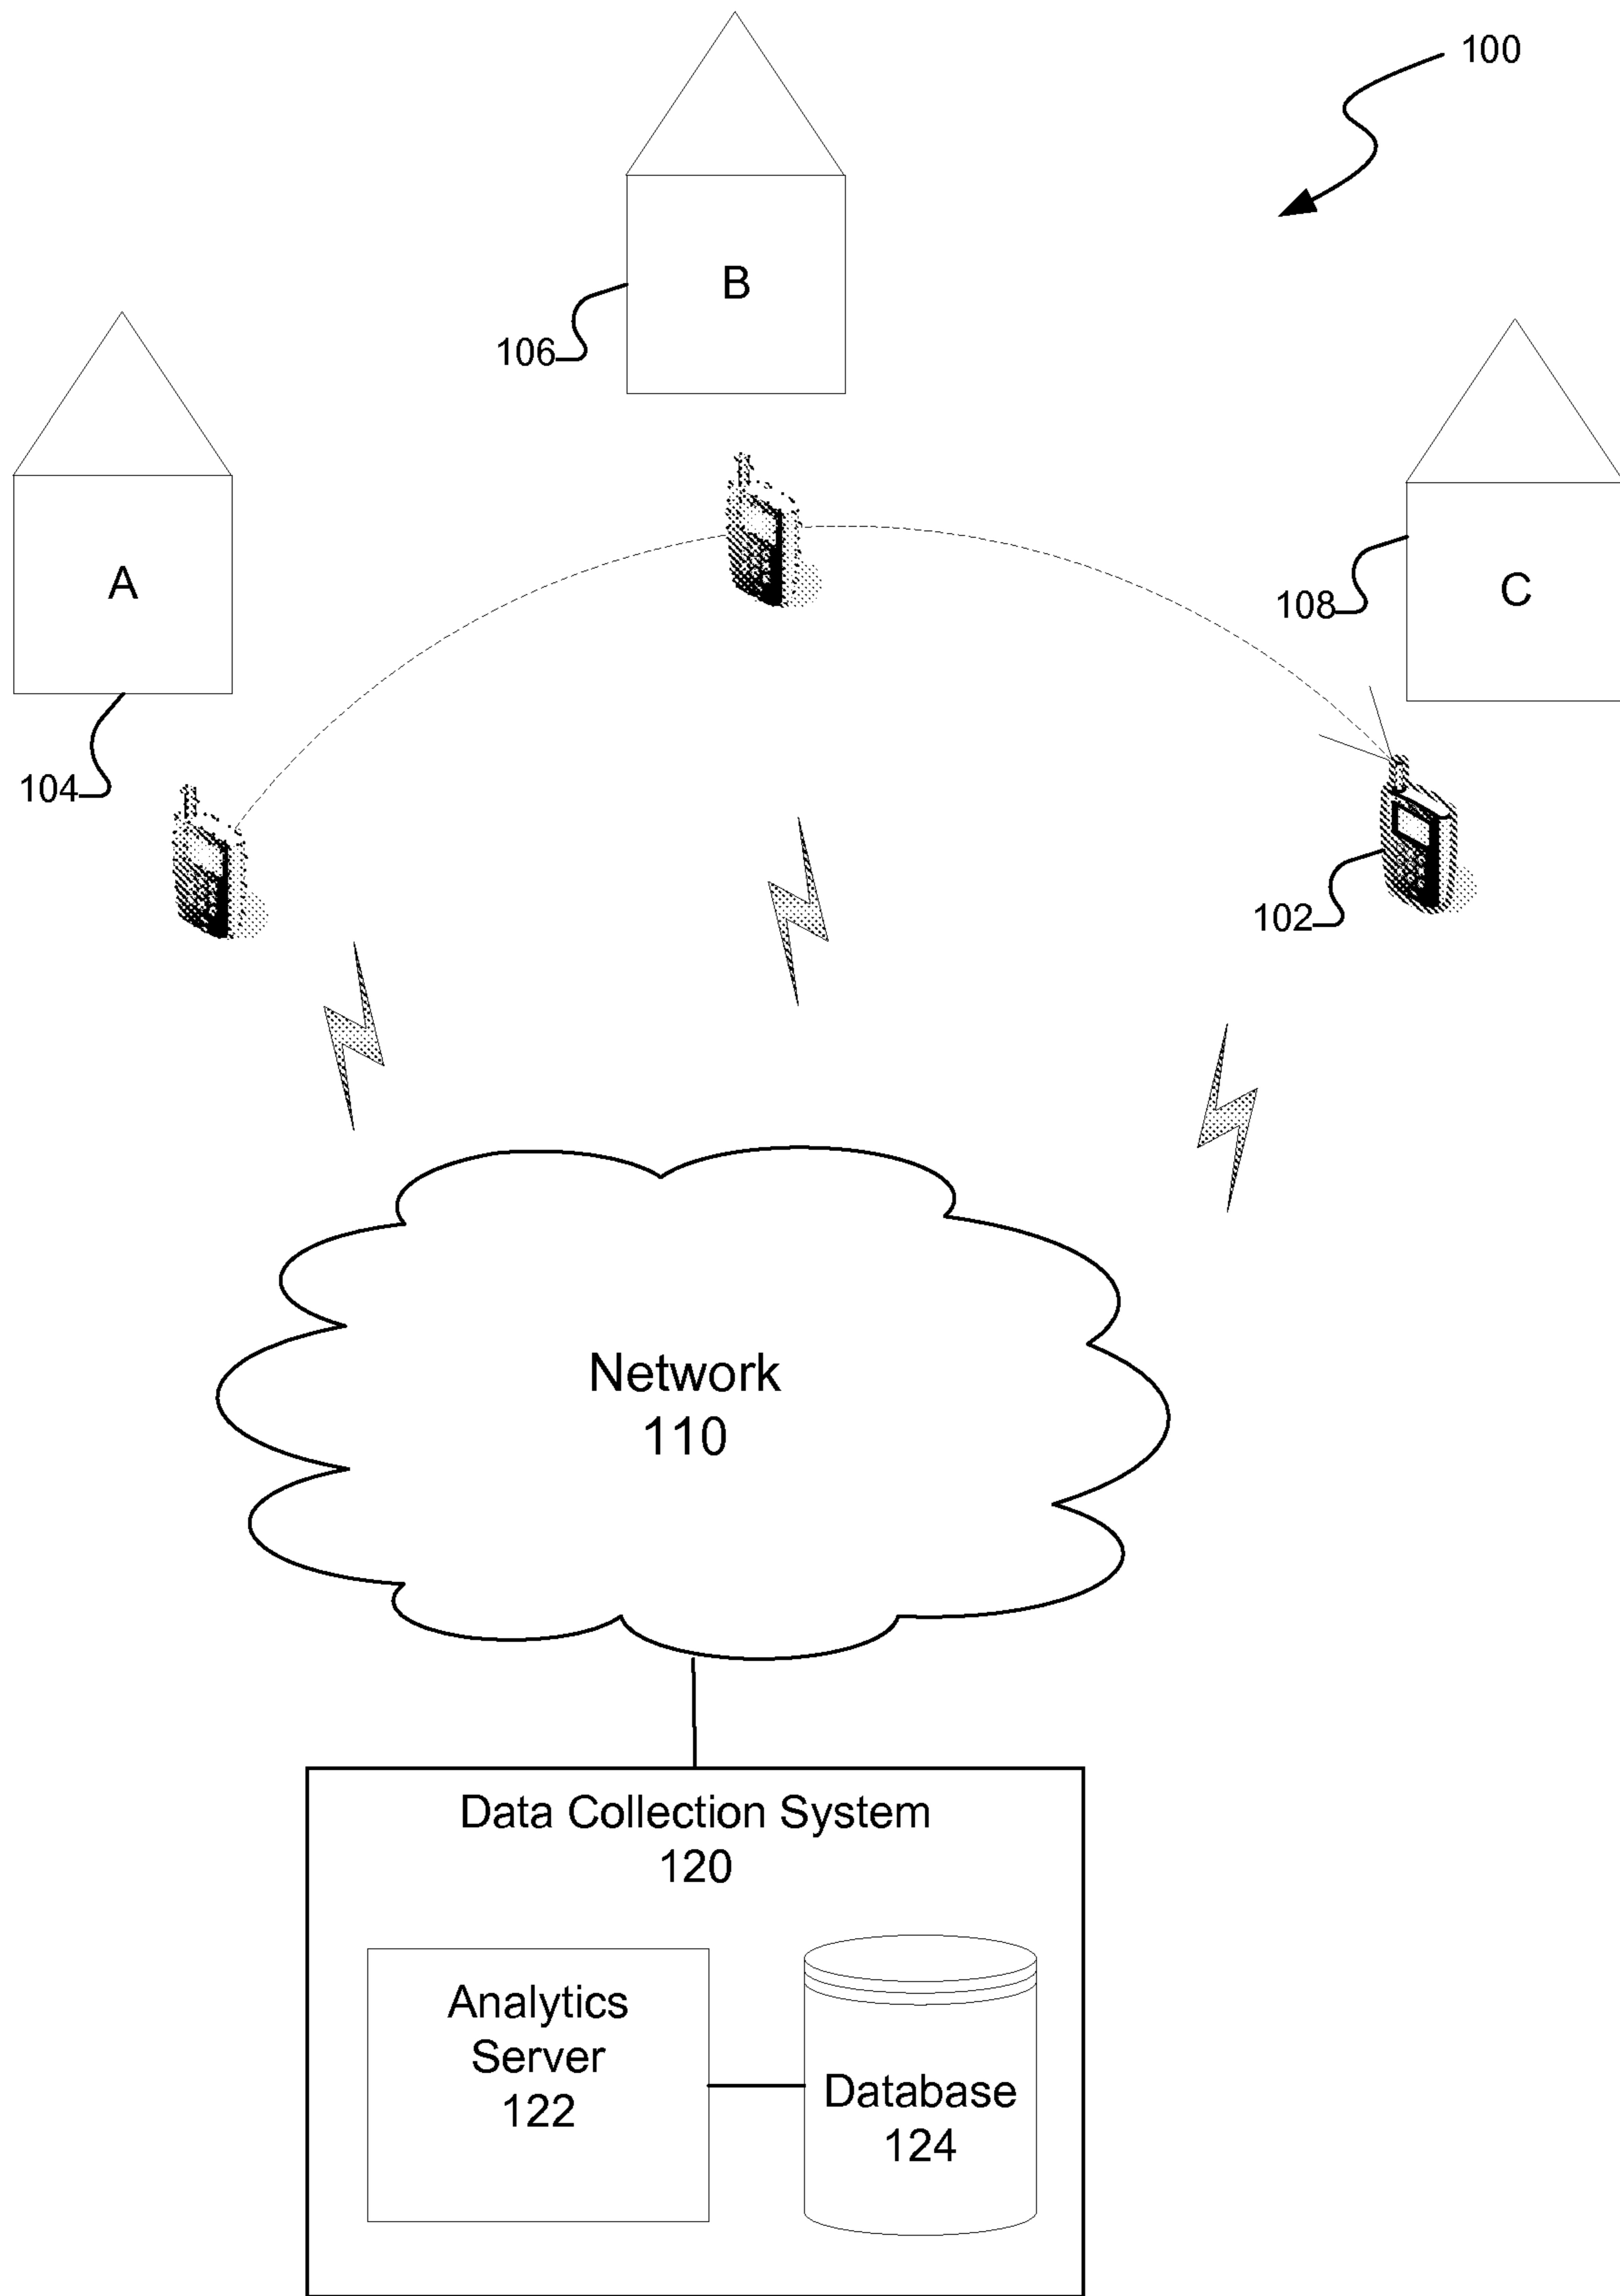 100
B
106
A
108
C
104
102
Network
110
Data Collection System
120
Analytics
Server
122
Database
124